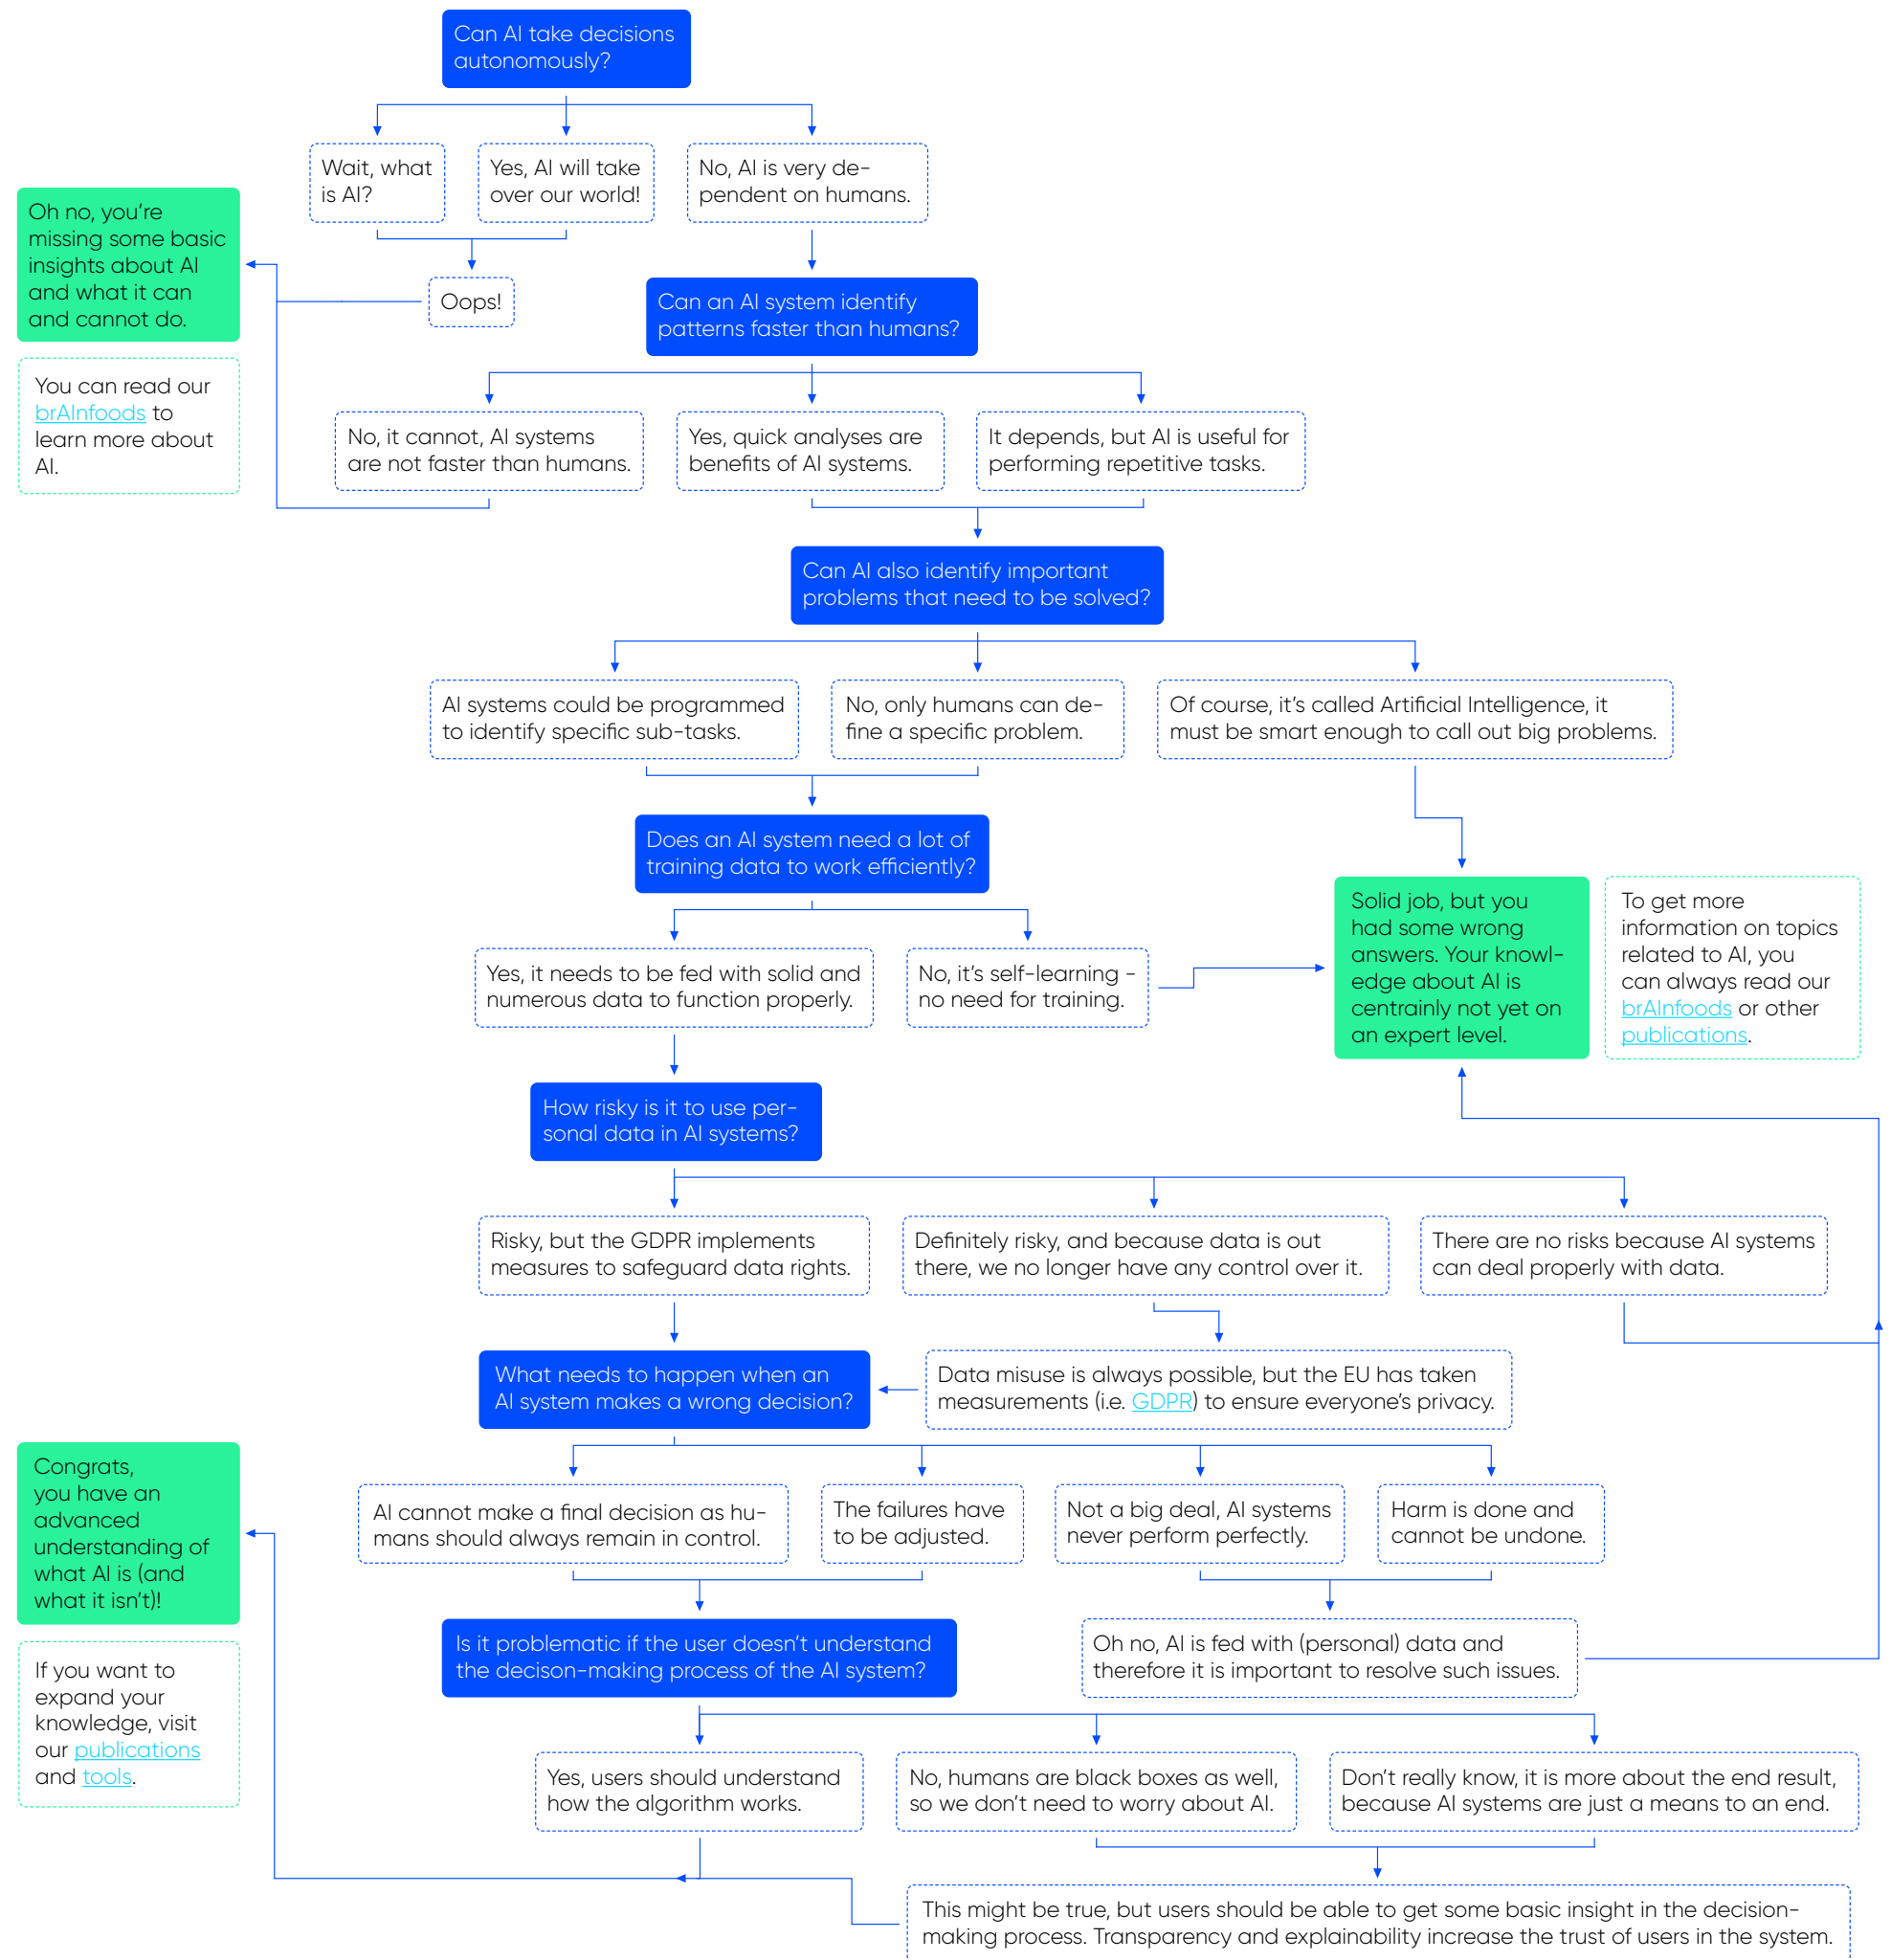 Can AI take decisions
autonomously?
Wait, what
is AI?
Yes, AI will take
over our world!
No, AI is very de-
pendent on humans.
Oh no, you're
missing some basic
insights about AI
and what it can
and cannot do.
Oops!
Can an AI system identify
patterns faster than humans?
You can read our
brAInfoods to
learn more about
AI.
No, it cannot, AI systems
are not faster than humans.
Yes, quick analyses are
benefits of AI systems.
It depends, but AI is useful for
performing repetitive tasks.
Can AI also identify important
problems that need to be solved?
AI systems could be programmed
to identify specific sub-tasks.
No, only humans can de-
fine a specific problem.
Of course, it's called Artificial Intelligence, it
must be smart enough to call out big problems.
Does an AI system need a lot of
training data to work efficiently?
Yes, it needs to be fed with solid and
numerous data to function properly.
No, it's self-learning -
no need for training.
Solid job, but you
had some wrong
answers. Your knowl-
edge about AI is
centrainly not yet on
an expert level.
To get more
information on topics
related to AI, you
can always read our
brAInfoods or other
publications.
How risky is it to use per-
sonal data in AI systems?
Risky, but the GDPR implements
measures to safeguard data rights.
Definitely risky, and because data is out
there, we no longer have any control over it.
There are no risks because AI systems
can deal properly with data.
What needs to happen when an
AI system makes a wrong decision?
Data misuse is always possible, but the EU has taken
measurements (i.e. GDPR) to ensure everyone's privacy.
Congrats,
you have an
advanced
understanding of
what AI is (and
what it isn't)!
AI cannot make a final decision as hu-
mans should always remain in control.
The failures have
to be adjusted.
Not a big deal, AI systems
never perform perfectly.
Harm is done and
cannot be undone.
Is it problematic if the user doesn't understand
the decison-making process of the AI system?
Oh no, AI is fed with (personal) data and
therefore it is important to resolve such issues.
If you want to
expand your
knowledge, visit
our publications
and tools.
Yes, users should understand
how the algorithm works.
No, humans are black boxes as well,
so we don't need to worry about AI.
Don't really know, it is more about the end result,
because AI systems are just a means to an end.
This might be true, but users should be able to get some basic insight in the decision-
making process. Transparency and explainability increase the trust of users in the system.